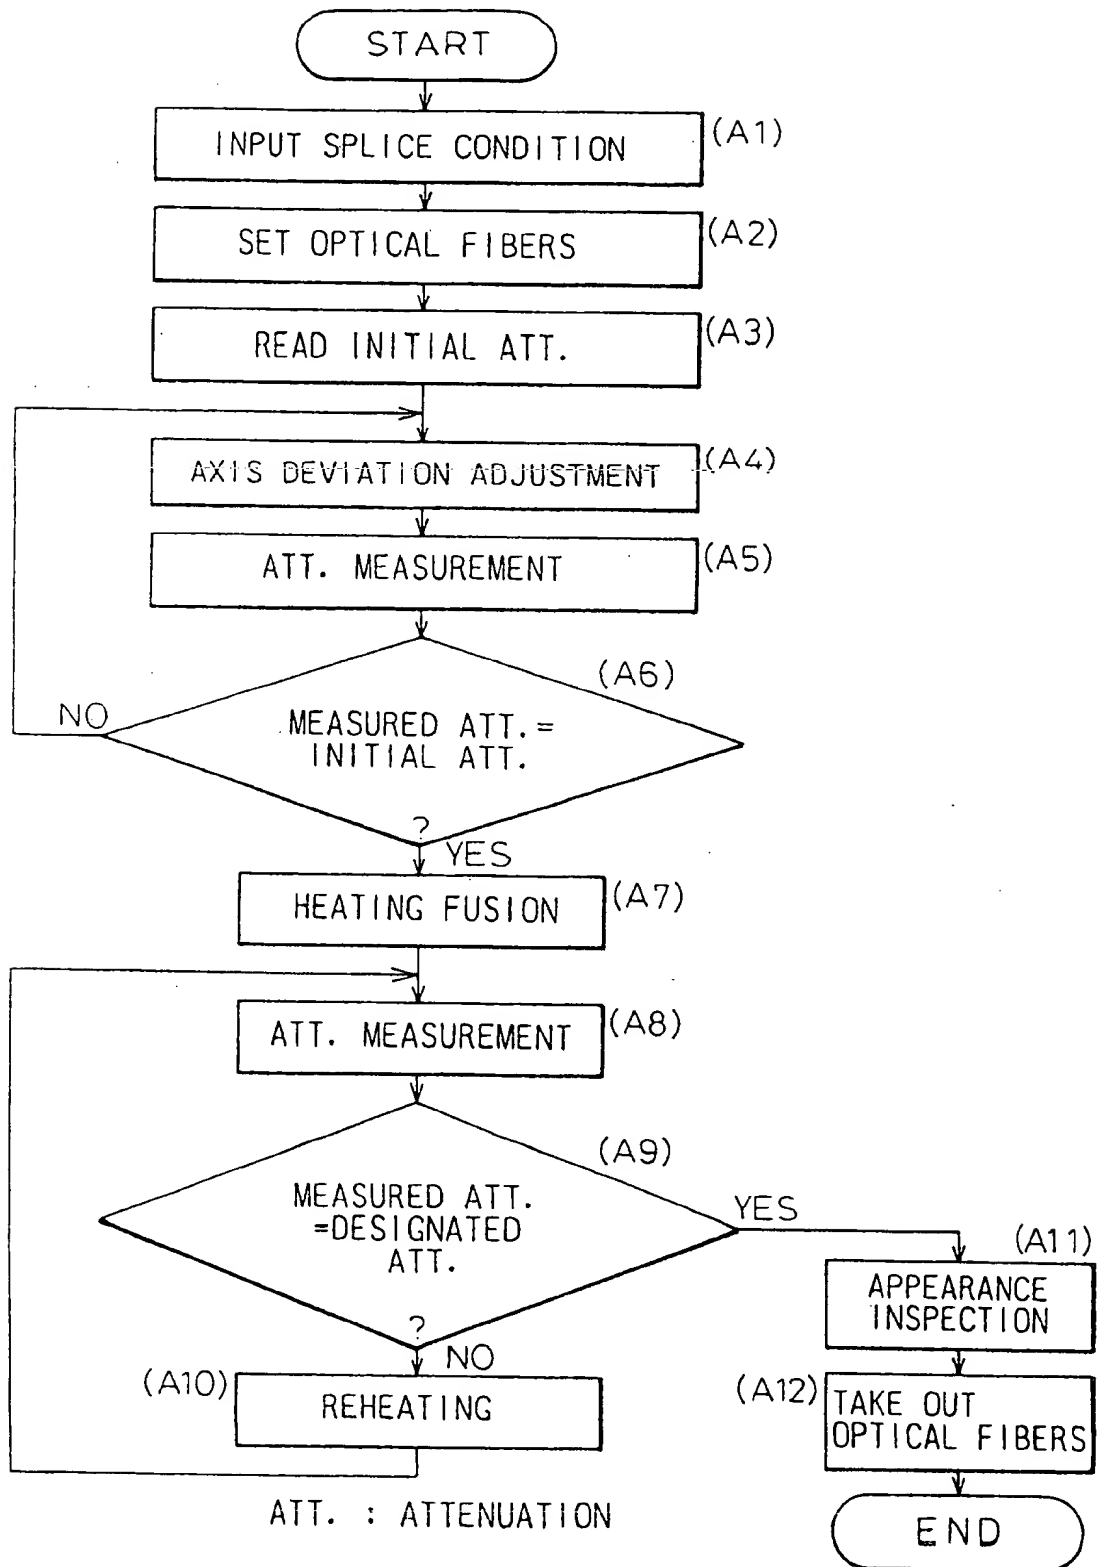 START
INPUT SPLICE CONDITION
(A1)
SET OPTICAL FIBERS
(A2)
READ INITIAL ATT.
(A3)
AXIS DEVIATION ADJUSTMENT
(A4)
ATT. MEASUREMENT
(A5)
(A6)
NO
MEASURED ATT.=
INITIAL ATT.
?
YES
HEATING FUSION
(A7)
ATT. MEASUREMENT
(A8)
(A9)
MEASURED ATT.
=DESIGNATED
ATT.
?
YES
NO
(A10)
REHEATING
(A11)
APPEARANCE
INSPECTION
(A12)
TAKE OUT
OPTICAL FIBERS
END
ATT. : ATTENUATION